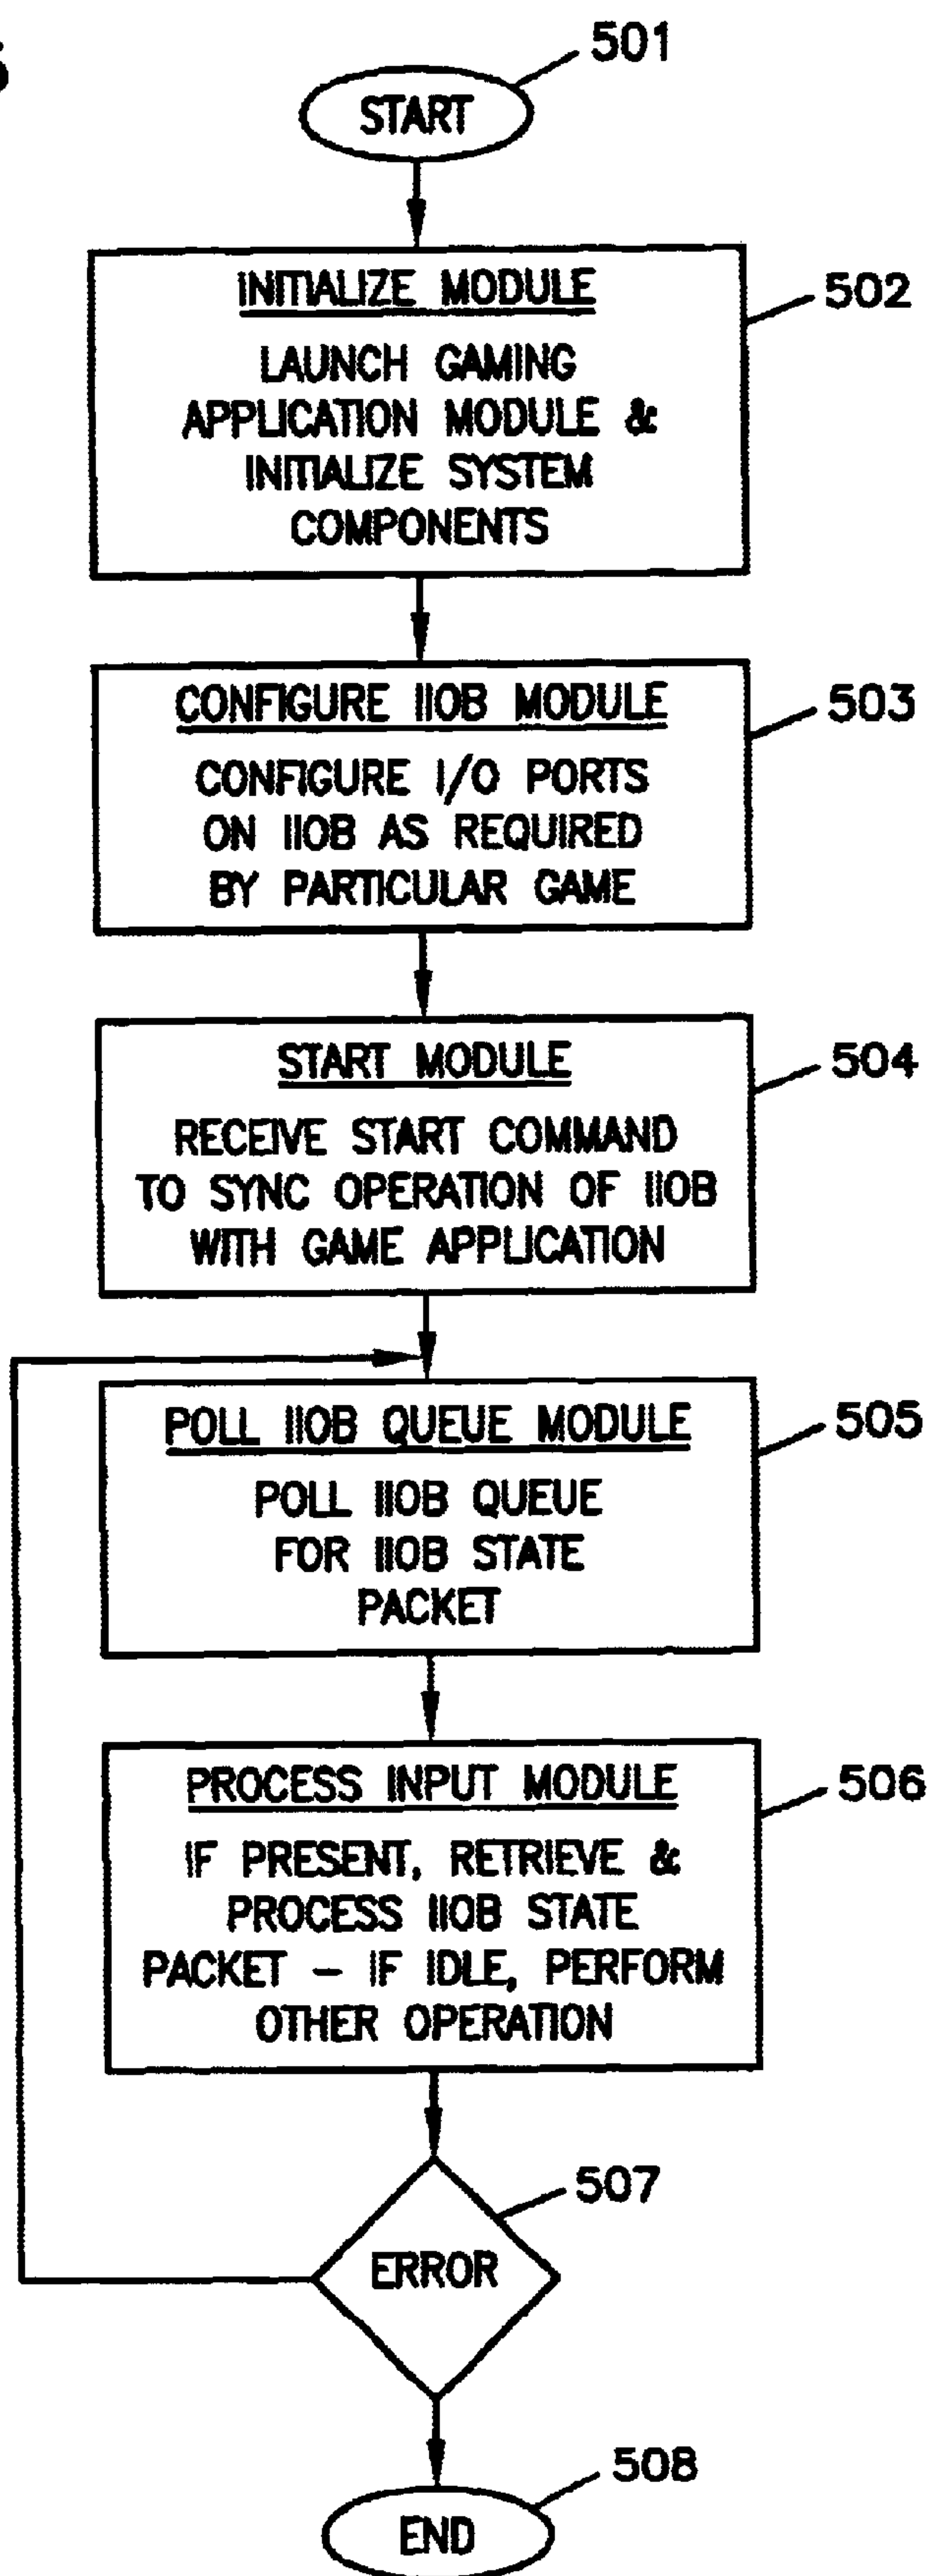 501
START
INITIALIZE MODULE
502
LAUNCH GAMING
APPLICATION MODULE &
INITIALIZE SYSTEM
COMPONENTS
CONFIGURE IIOB MODULE
503
CONFIGURE I/O PORTS
ON IIOB AS REQUIRED
BY PARTICULAR GAME
START MODULE
504
RECEIVE START COMMAND
TO SYNC OPERATION OF IIOB
WITH GAME APPLICATION
POLL IIOB QUEUE MODULE
505
POLL IIOB QUEUE
FOR IIOB STATE
PACKET
PROCESS INPUT MODULE
506
IF PRESENT, RETRIEVE &
PROCESS IIOB STATE
PACKET – IF IDLE, PERFORM
OTHER OPERATION
507
ERROR
508
END